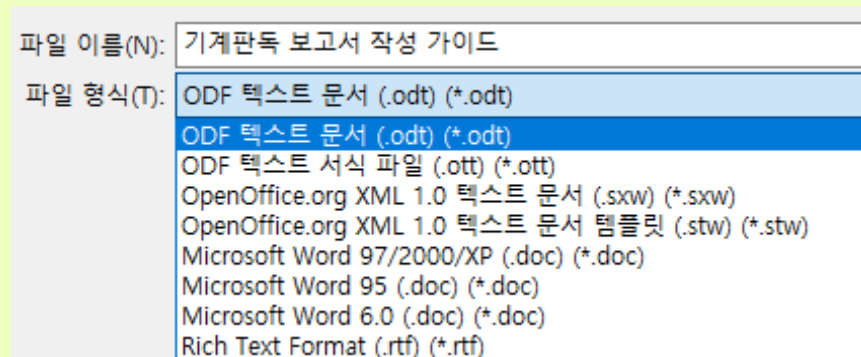 파일 이름(N): 기계판독 보고서 작성 가이드
파일 형식(T): ODF 텍스트 문서 (.odt) (*.odt)
ODF 텍스트 문서 (.odt) (*.odt)
ODF 텍스트 서식 파일 (.ott) (*.ott)
OpenOffice.org XML 1.0 텍스트 문서 (.sxw) (*.sxw)
OpenOffice.org XML 1.0 텍스트 문서 템플릿 (.stw) (*.stw)
Microsoft Word 97/2000/XP (.doc) (*.doc)
Microsoft Word 95 (.doc) (*.doc)
Microsoft Word 6.0 (.doc) (*.doc)
Rich Text Format (.rtf) (*.rtf)